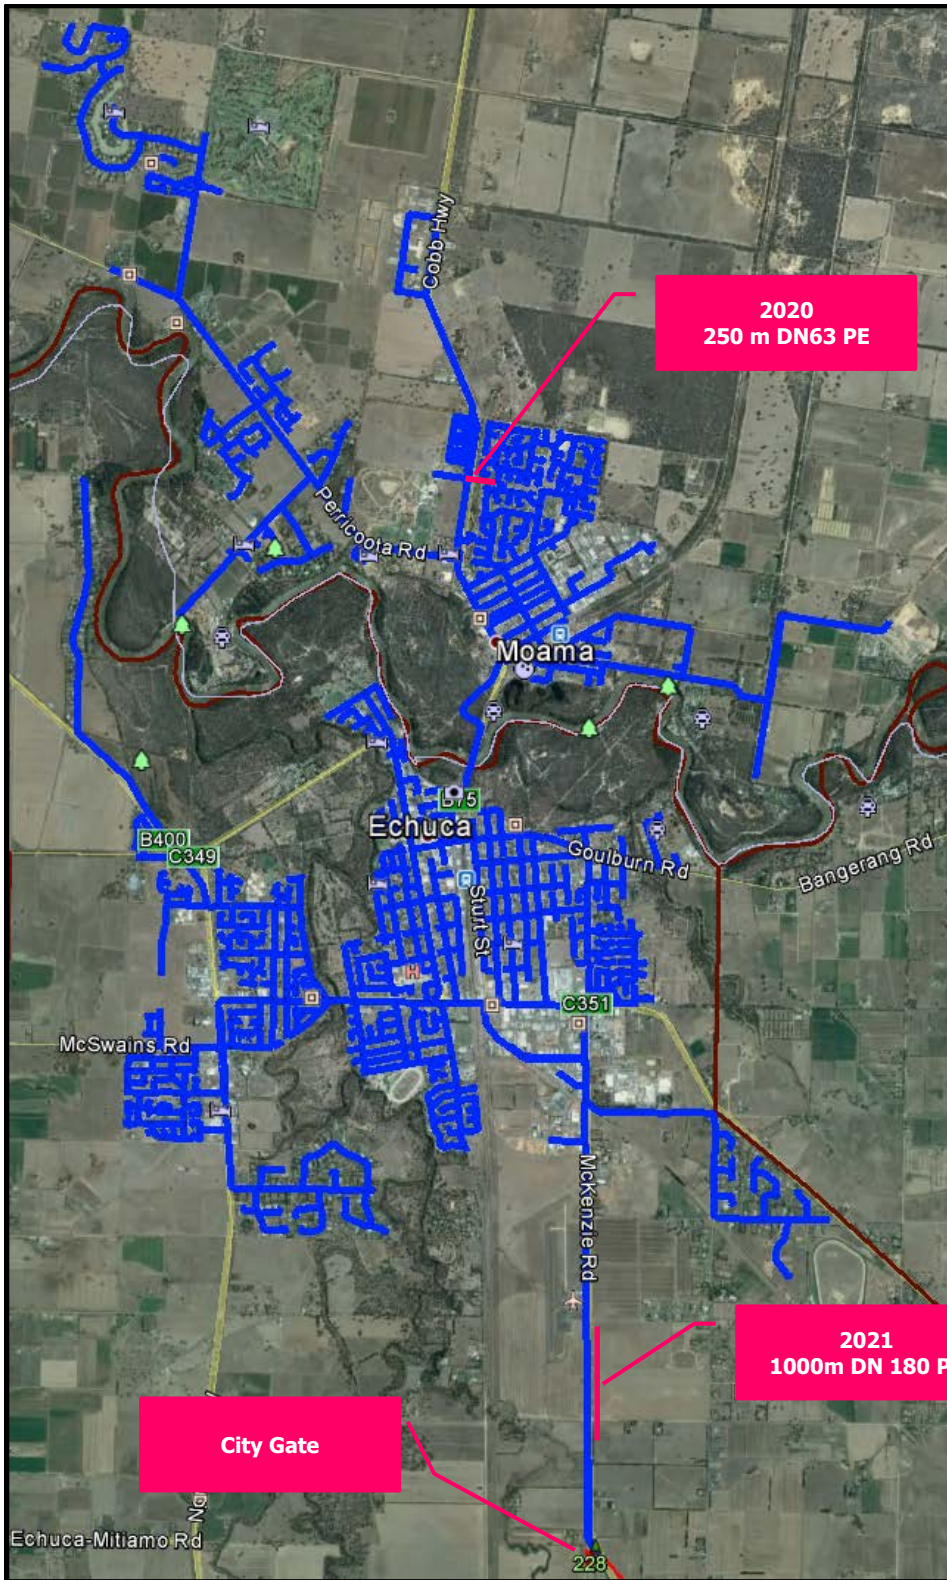 Cobb Hwy
2020
250 m DN63 PE
Perricoota Rd
Moama
B75
Echuca
B400
C349
Goulburn Rd
Bangerang Rd
Sturt St
C351
McSwains Rd
McKenzie Rd
2021
1000m DN 180 P
City Gate
Echuca-Mitiamo Rd
228